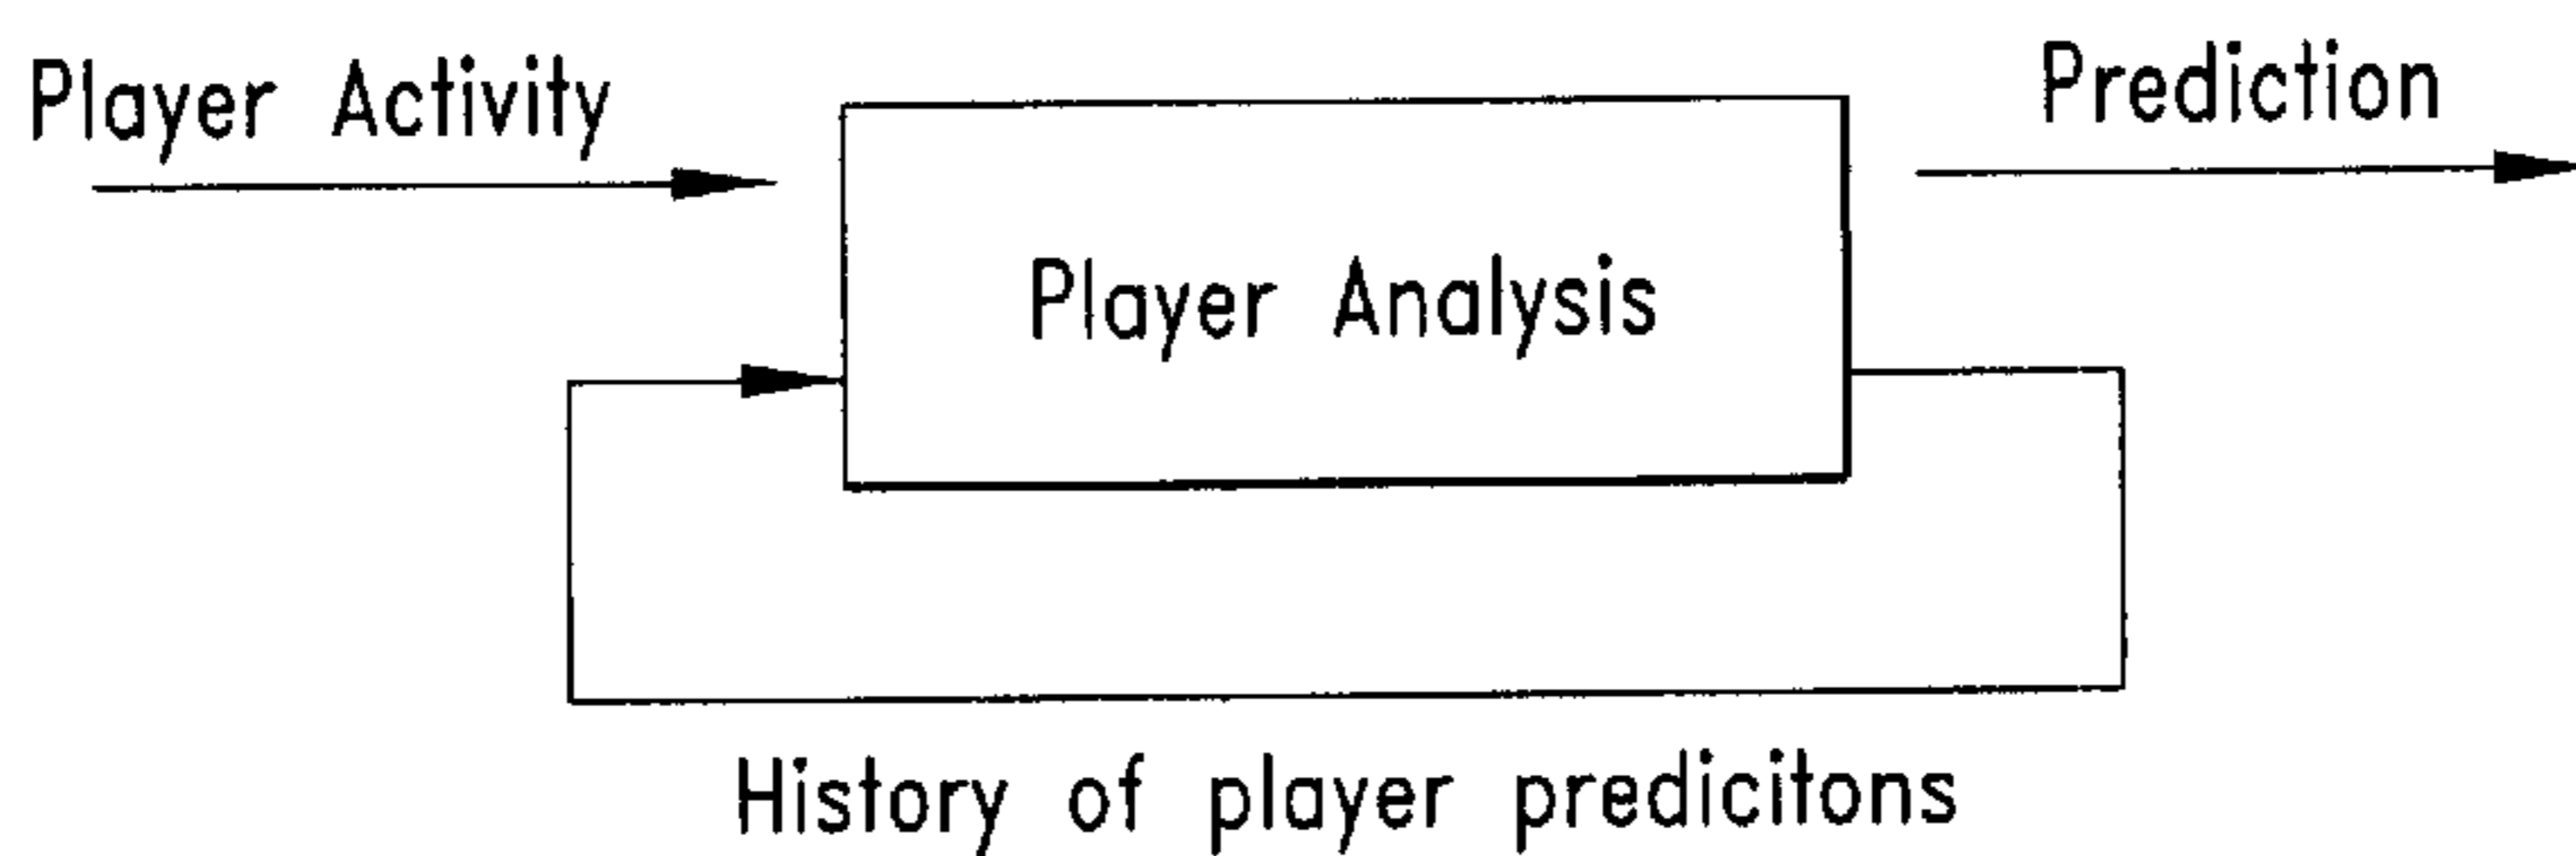 Player Activity
Prediction
Player Analysis
History of player predicitons